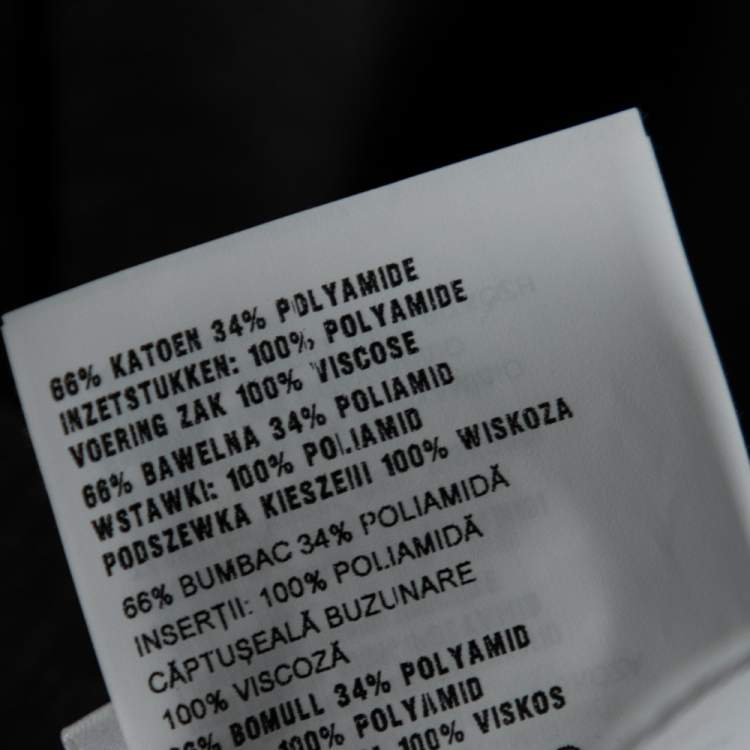 66% KATOEN 34% POLYAMIDE
INZETSTUKKEN: 100% POLYAMIDE
VOERING ZAK 100% VISCOSE
66% BAWELNA 34% POLIAMID
WSTAWKI: 100% POLIAMID
PODSZEWKA KIESZENI 100% WISKOZA
66% BUMBAC 34% POLIAMIDĂ
INSERȚII: 100% POLIAMIDĂ
CĂPTUȘEALĂ BUZUNARE
100% VISCOZĂ
66% BOMULL 34% POLYAMID
100% POLYAMID
100% VISKOS